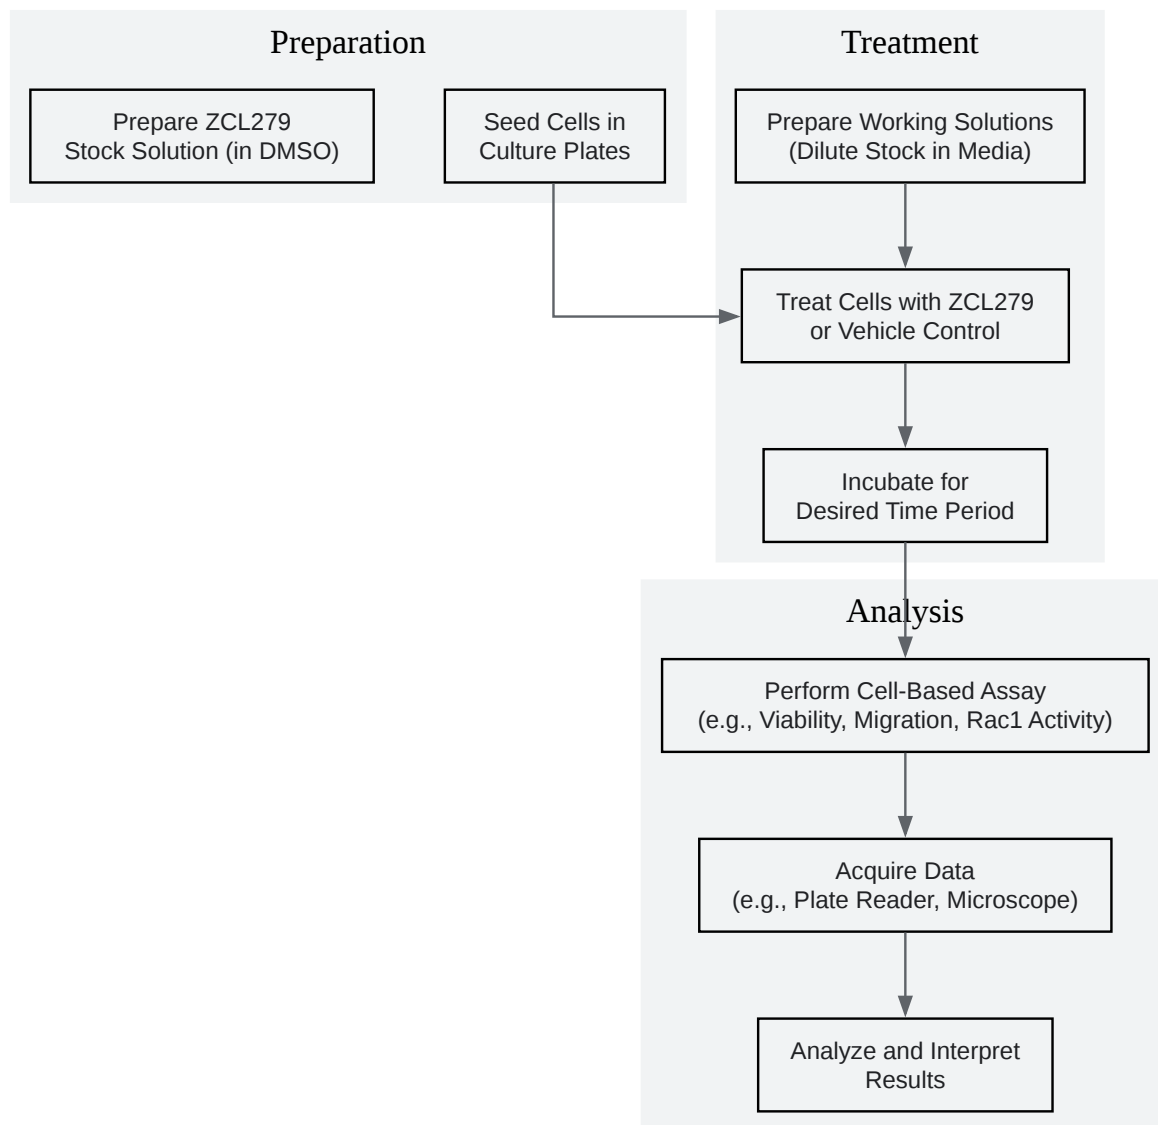 Preparation
Prepare ZCL279
Stock Solution (in DMSO)
Seed Cells in
Culture Plates
Treatment
Prepare Working Solutions
(Dilute Stock in Media)
Treat Cells with ZCL279
or Vehicle Control
Incubate for
Desired Time Period
Analysis
Perform Cell-Based Assay
(e.g., Viability, Migration, Rac1 Activity)
Acquire Data
(e.g., Plate Reader, Microscope)
Analyze and Interpret
Results